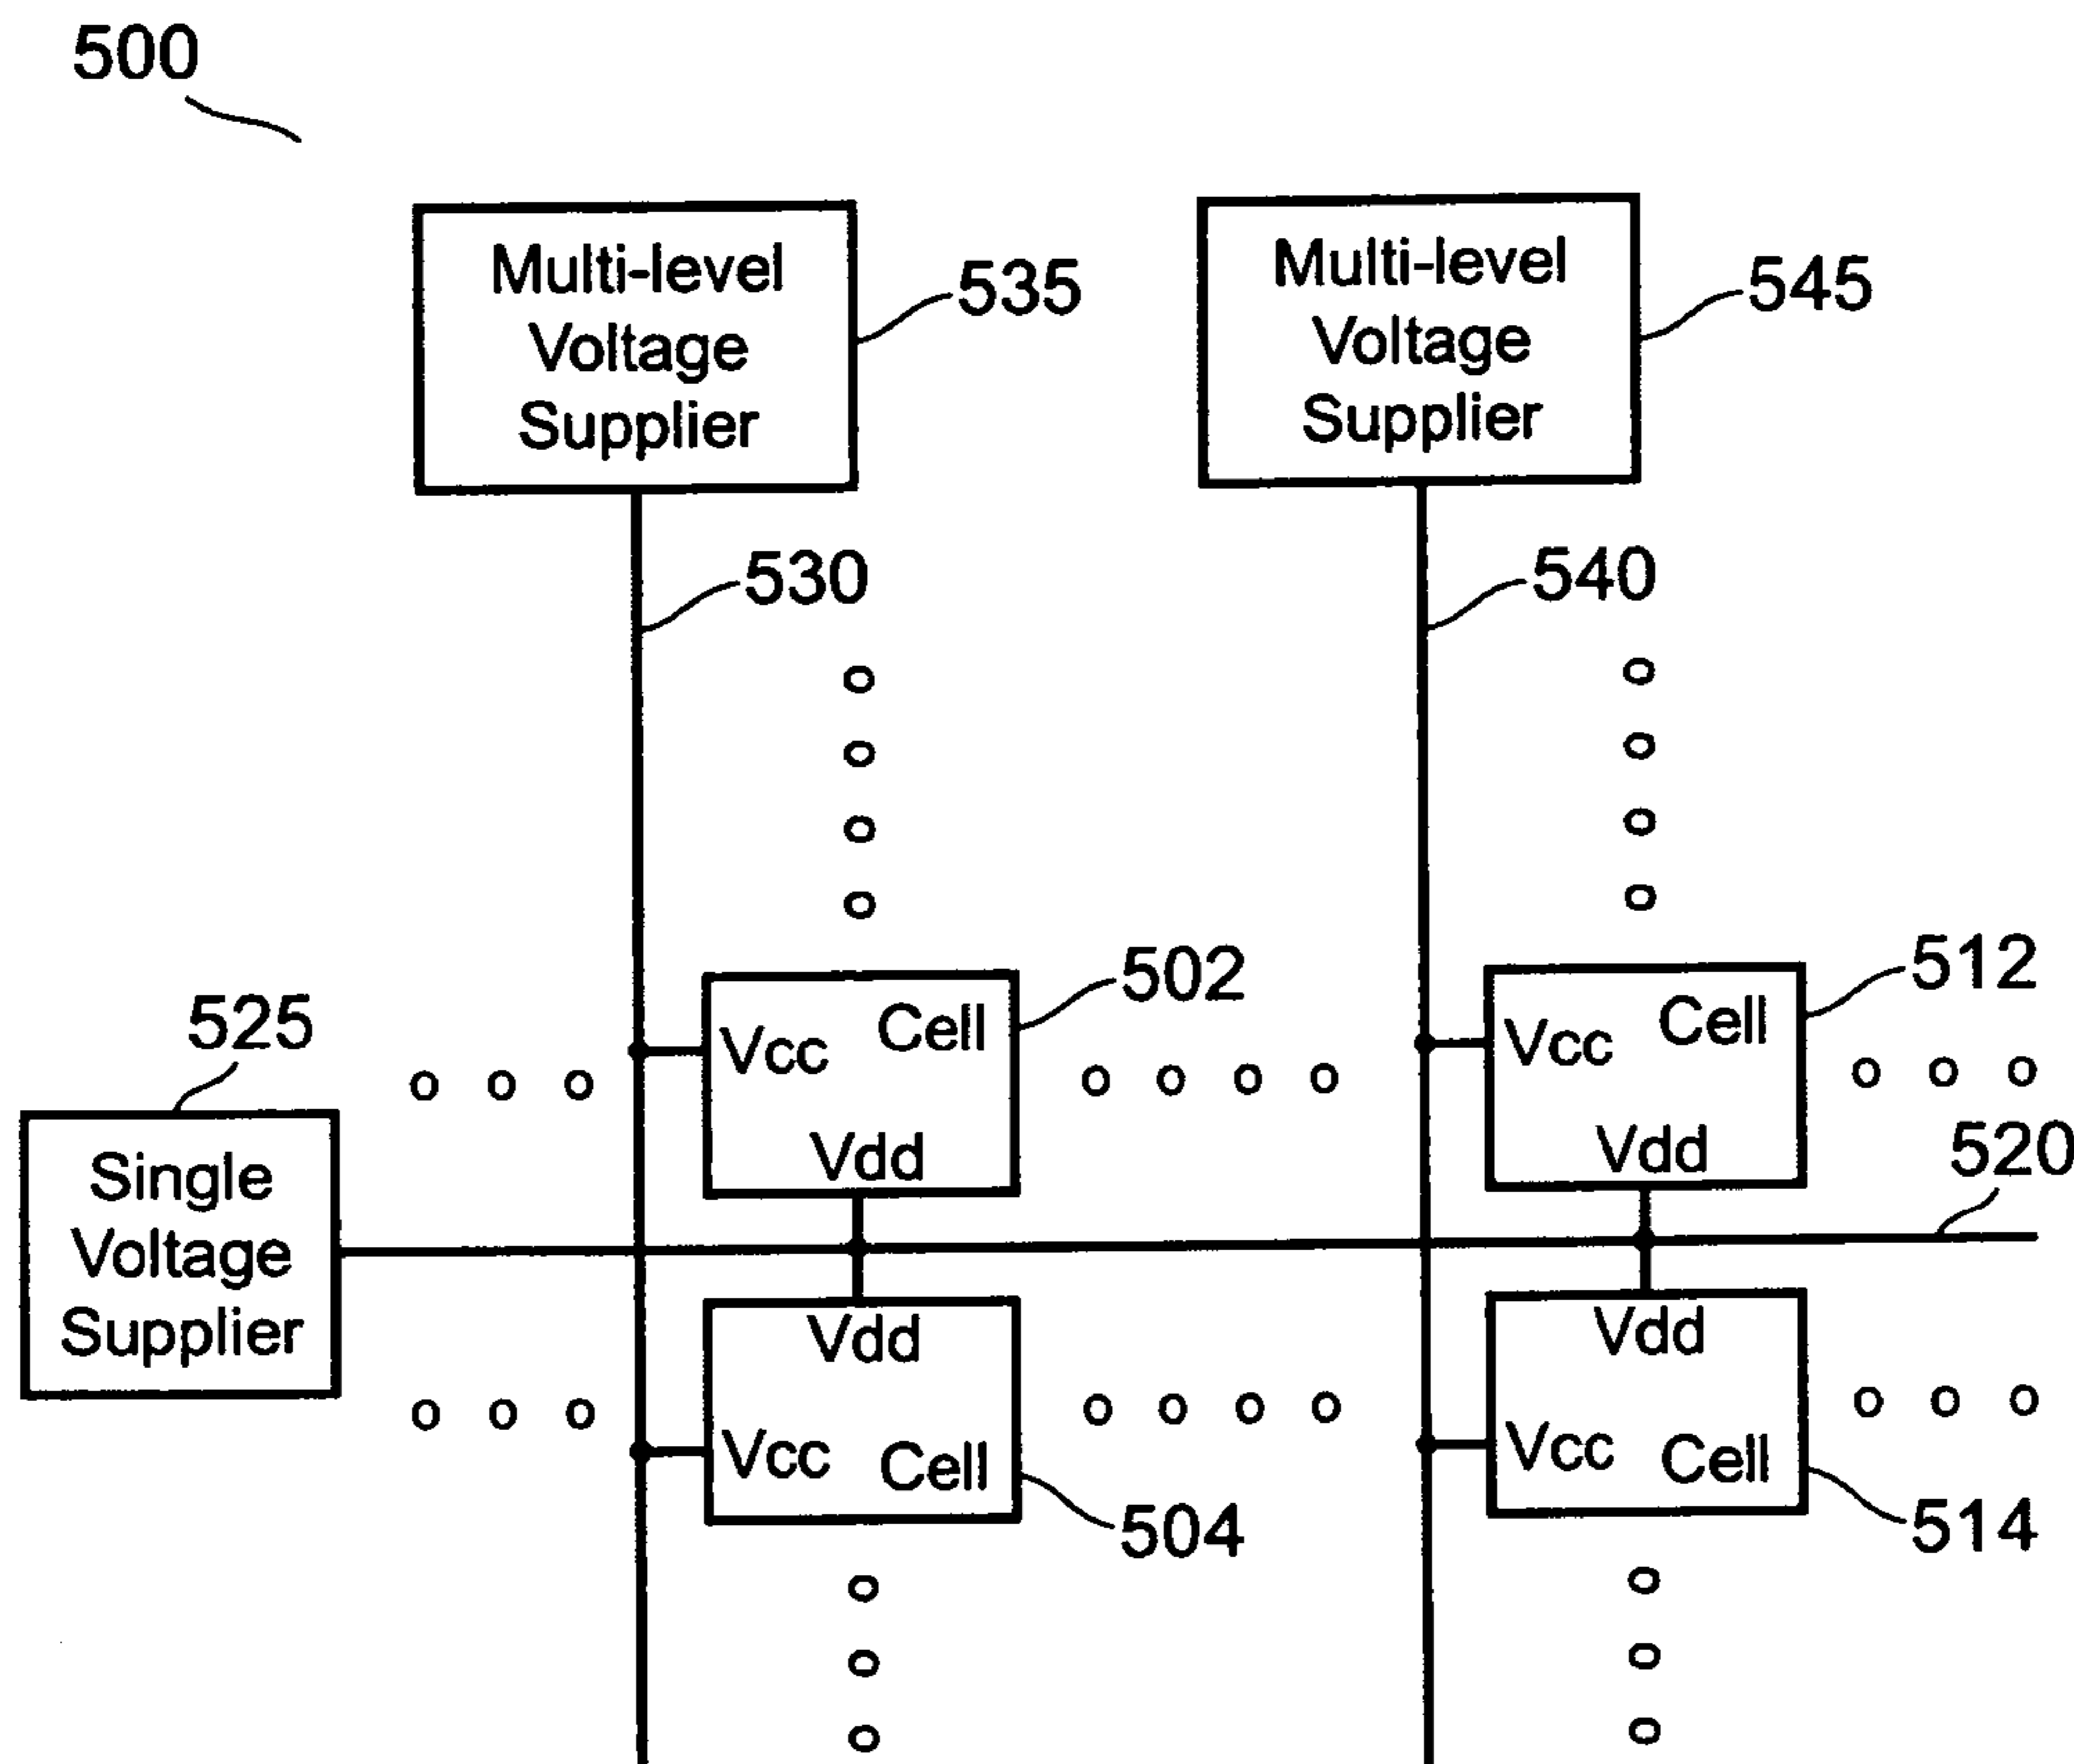 500
Multi-level
Voltage
Supplier
535
Multi-level
Voltage
Supplier
545
530
540
502
512
525
Vcc
Cell
Vdd
Vcc
Cell
Vdd
520
Single
Voltage
Supplier
Vdd
Vcc
Cell
504
Vdd
Vcc
Cell
514